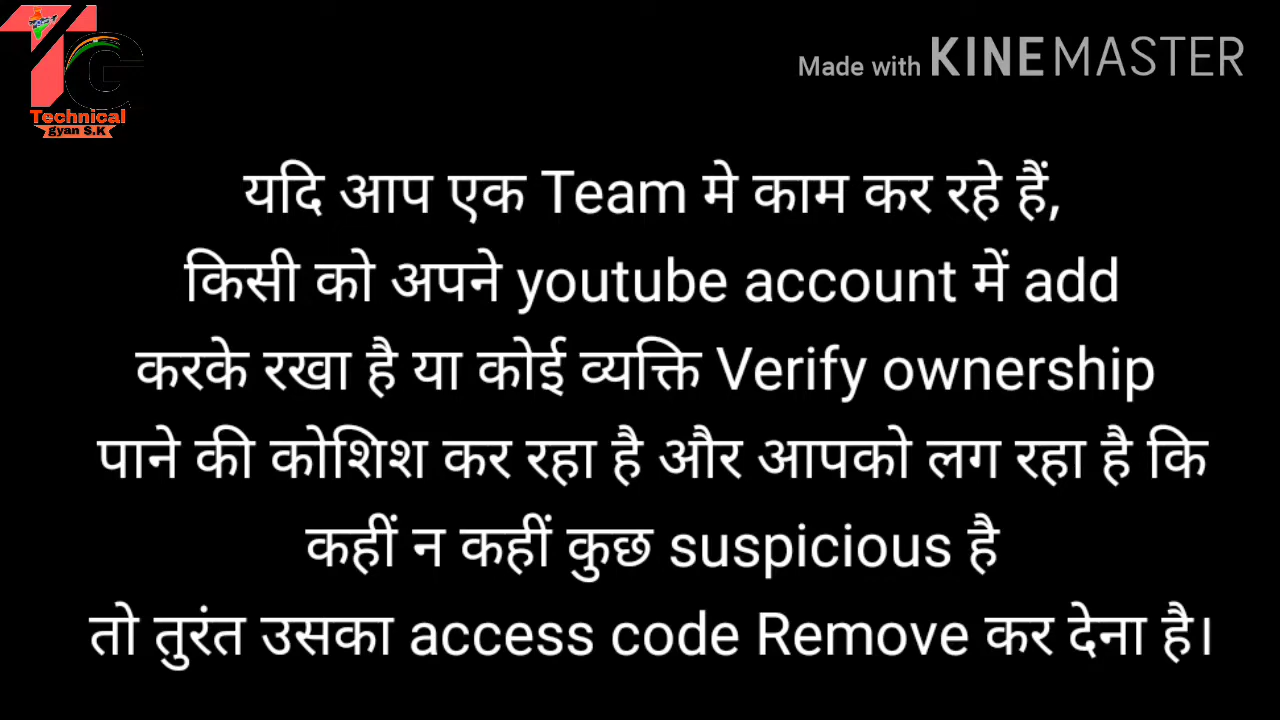 TG
Technical
gyan S.K
Made with KINEMASTER
यदि आप एक Team मे काम कर रहे हैं,
किसी को अपने youtube account में add
करके रखा है या कोई व्यक्ति Verify ownership
पाने की कोशिश कर रहा है और आपको लग रहा है कि
कहीं न कहीं कुछ suspicious है
तो तुरंत उसका access code Remove कर देना है।